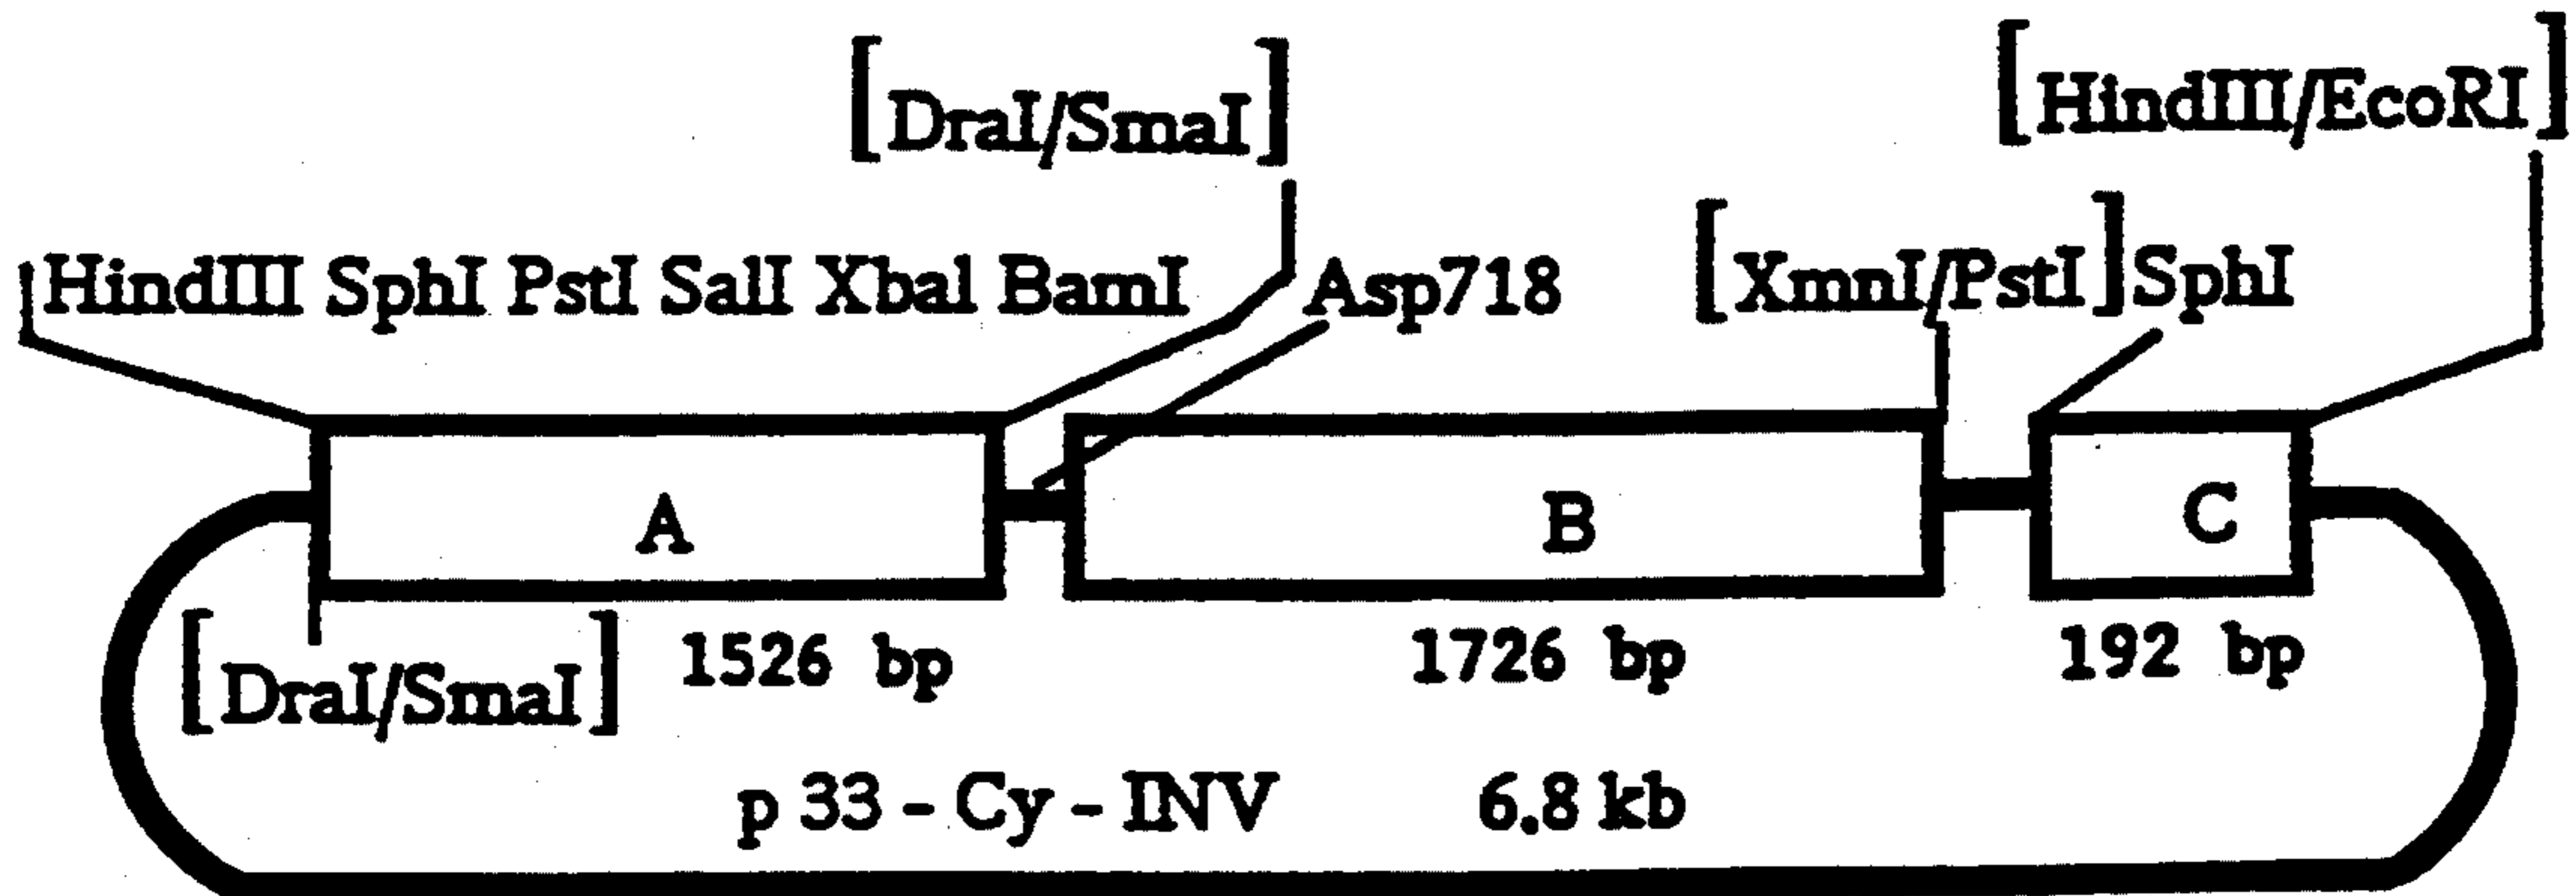 [DraI/SmaI]
[HindIII/EcoRI]
HindIII SphI PstI SalI XbaI BamI
Asp718
[XmnI/PstI] SphI
A
B
C
[DraI/SmaI]
1526 bp
1726 bp
192 bp
p 33 - Cy - INV
6.8 kb